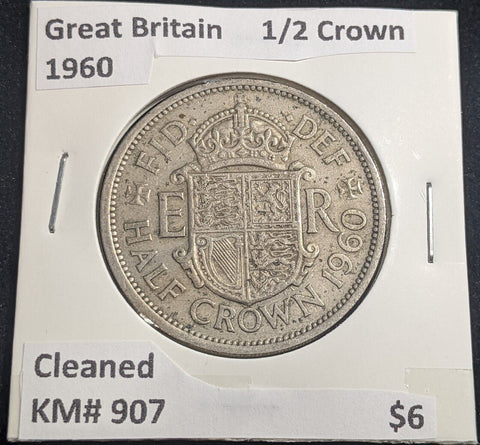 Great Britain 1/2 Crown
1960
FID· DEF
E R
HALF CROWN 1960
Cleaned
KM# 907 $6